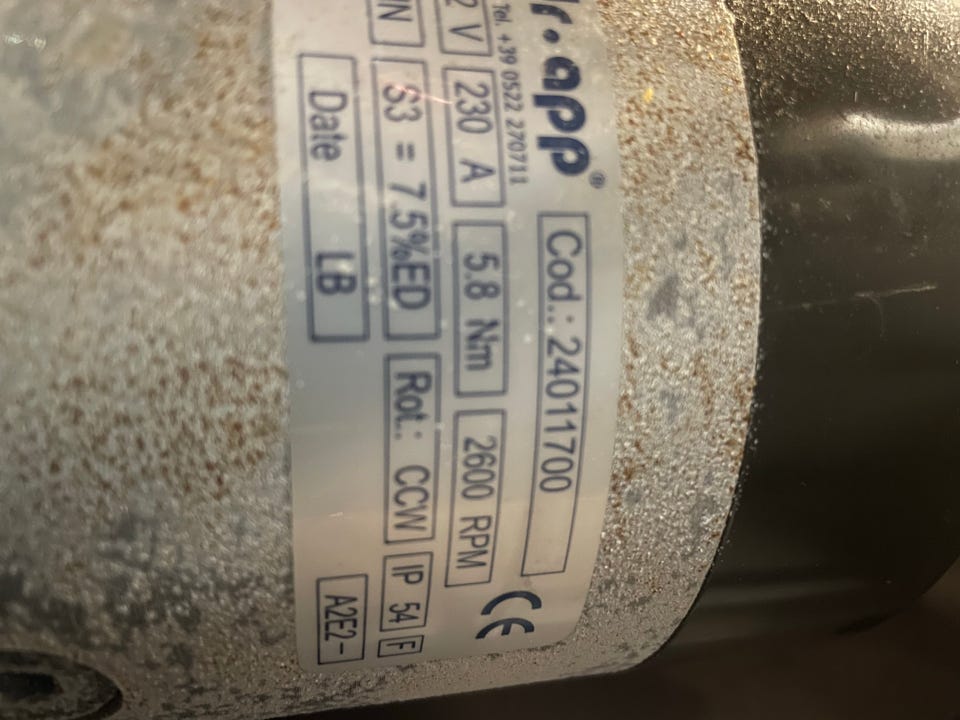 r.app®
Tel. +39 0522 270711
Cod.: 24011700
2 V 230 A 5.8 Nm 2600 RPM
S3 = 7.5%ED Rot.: CCW IP 54 F
Date LB A2E2-
CE